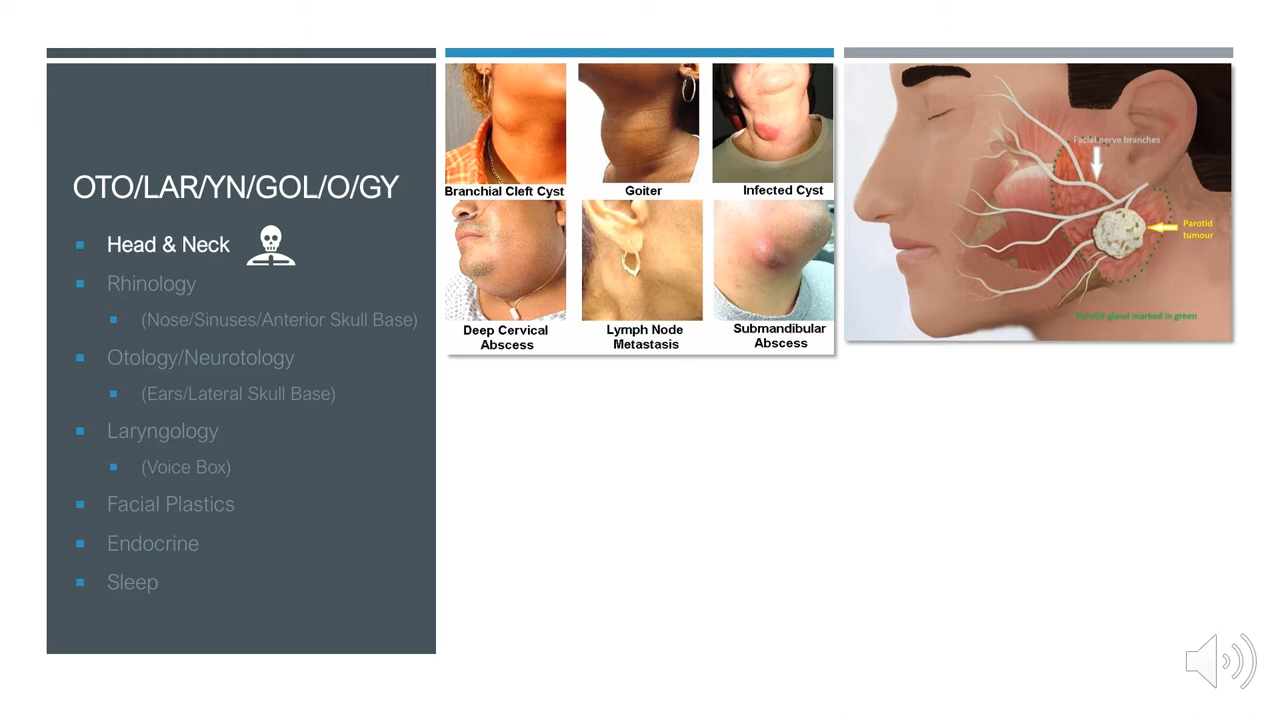 OTO/LAR/YN/GOL/O/GY
Head & Neck
Rhinology
(Nose/Sinuses/Anterior Skull Base)
Otology/Neurotology
(Ears/Lateral Skull Base)
Laryngology
(Voice Box)
Facial Plastics
Endocrine
Sleep
Branchial Cleft Cyst
Goiter
Infected Cyst
Deep Cervical
Abscess
Lymph Node
Metastasis
Submandibular
Abscess
Facial nerve branches
Parotid
tumour
Parotid gland marked in green